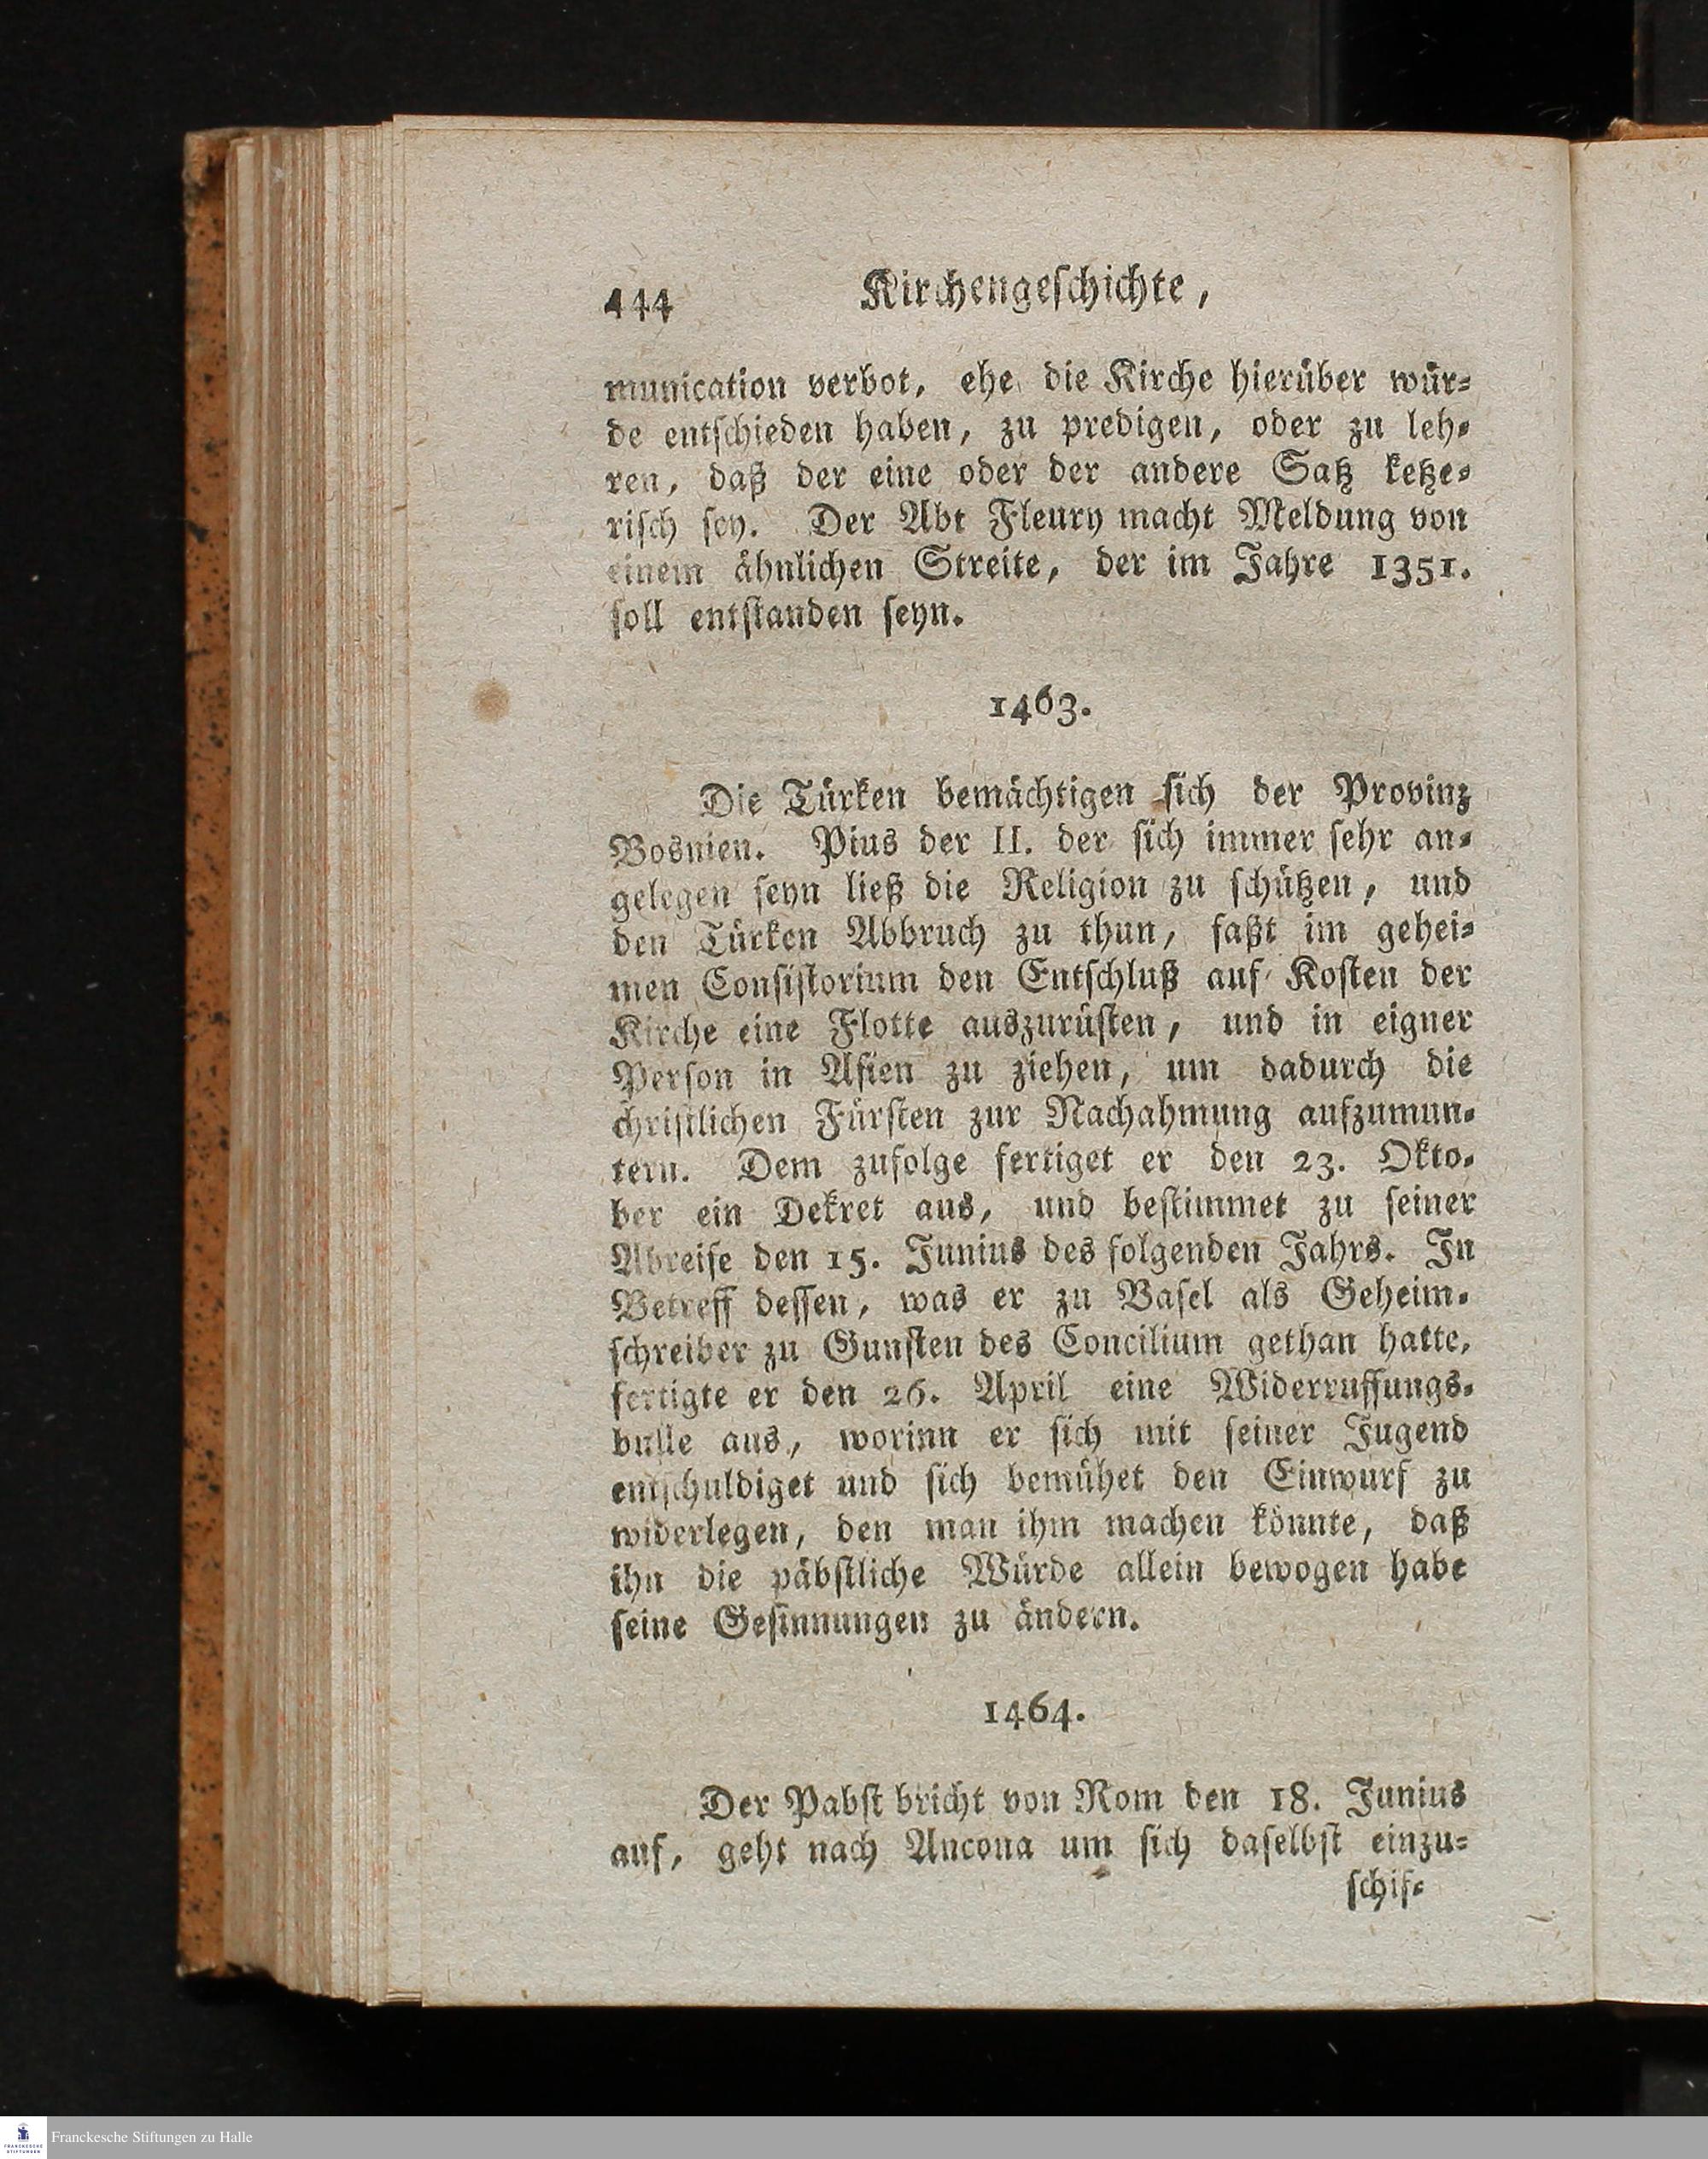 444 Kirchengeschichte,
munication verbot, ehe die Kirche hierüber wür-
de entschieden haben, zu predigen, oder zu leh-
ren, daß der eine oder der andere Satz ketze-
risch sey. Der Abt Fleury macht Meldung von
einem ähnlichen Streite, der im Jahre 1351.
soll entstanden seyn.
1463.
Die Türken bemächtigen sich der Provinz
Bosnien. Pius der II. der sich immer sehr an-
gelegen seyn ließ die Religion zu schützen, und
den Türken Abbruch zu thun, faßt im gehei-
men Consistorium den Entschluß auf Kosten der
Kirche eine Flotte auszurüsten, und in eigner
Person in Asien zu ziehen, um dadurch die
christlichen Fürsten zur Nachahmung aufzumun-
tern. Dem zufolge fertiget er den 23. Okto-
ber ein Dekret aus, und bestimmet zu seiner
Abreise den 15. Junius des folgenden Jahrs. In
Betreff dessen, was er zu Basel als Geheim-
schreiber zu Gunsten des Concilium gethan hatte,
fertigte er den 26. April eine Widerruffungs-
bulle aus, worinn er sich mit seiner Jugend
entschuldiget und sich bemühet den Einwurf zu
widerlegen, den man ihm machen könnte, daß
ihn die päbstliche Würde allein bewogen habe
seine Gesinnungen zu ändern.
1464.
Der Pabst bricht von Rom den 18. Junius
auf, geht nach Ancona um sich daselbst einzu-
schif-
FRANCKESCHE
STIFTUNGEN
Franckesche Stiftungen zu Halle